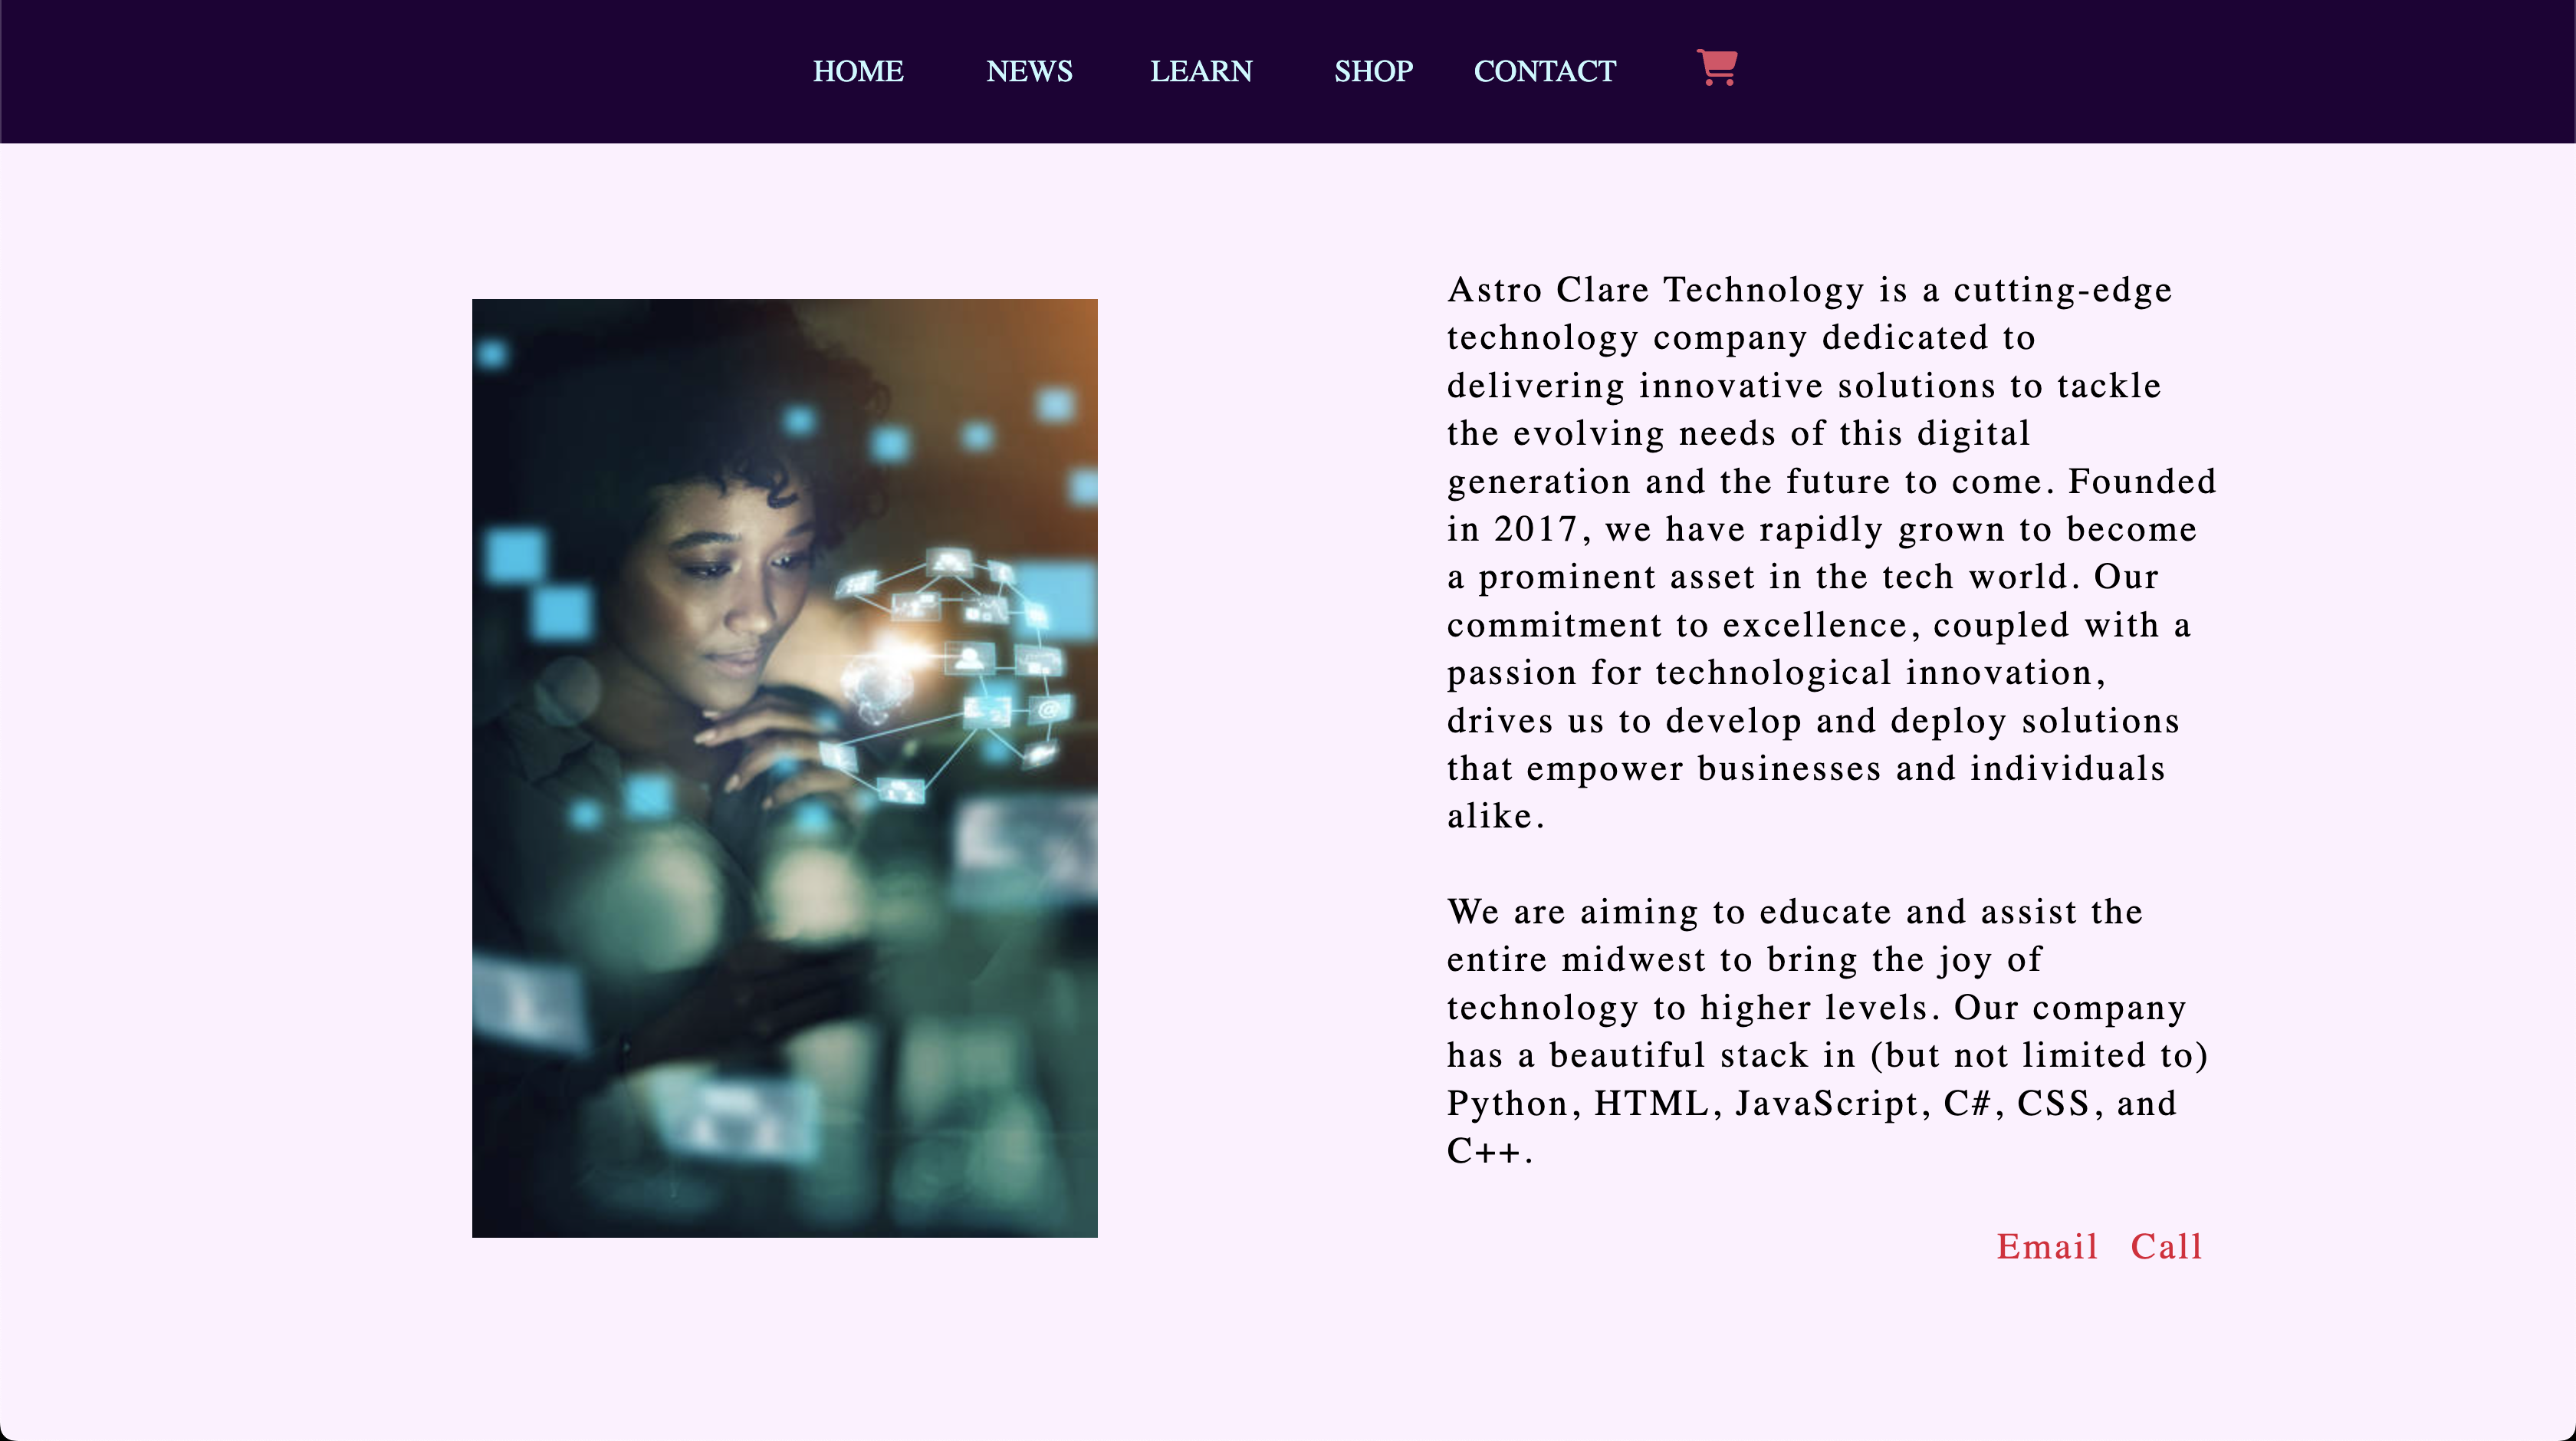 HOME NEWS LEARN SHOP CONTACT
Astro Clare Technology is a cutting-edge
technology company dedicated to
delivering innovative solutions to tackle
the evolving needs of this digital
generation and the future to come. Founded
in 2017, we have rapidly grown to become
a prominent asset in the tech world. Our
commitment to excellence, coupled with a
passion for technological innovation,
drives us to develop and deploy solutions
that empower businesses and individuals
alike.
We are aiming to educate and assist the
entire midwest to bring the joy of
technology to higher levels. Our company
has a beautiful stack in (but not limited to)
Python, HTML, JavaScript, C#, CSS, and
C++.
Email Call